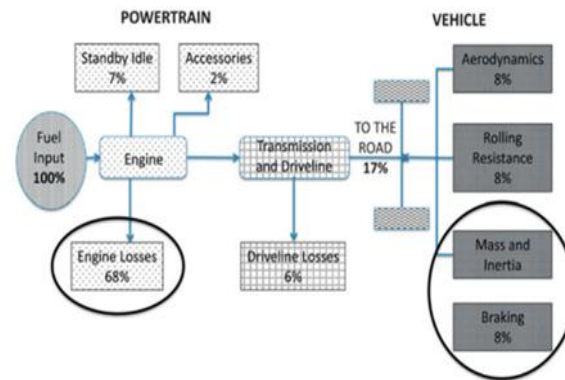 POWERTRAIN
VEHICLE
Standby Idle
7%
Accessories
2%
Aerodynamics
8%
Fuel
Input
100%
Engine
Transmission
and Driveline
TO THE
ROAD
17%
Rolling
Resistance
8%
Engine Losses
68%
Driveline Losses
6%
Mass and
Inertia
Braking
8%